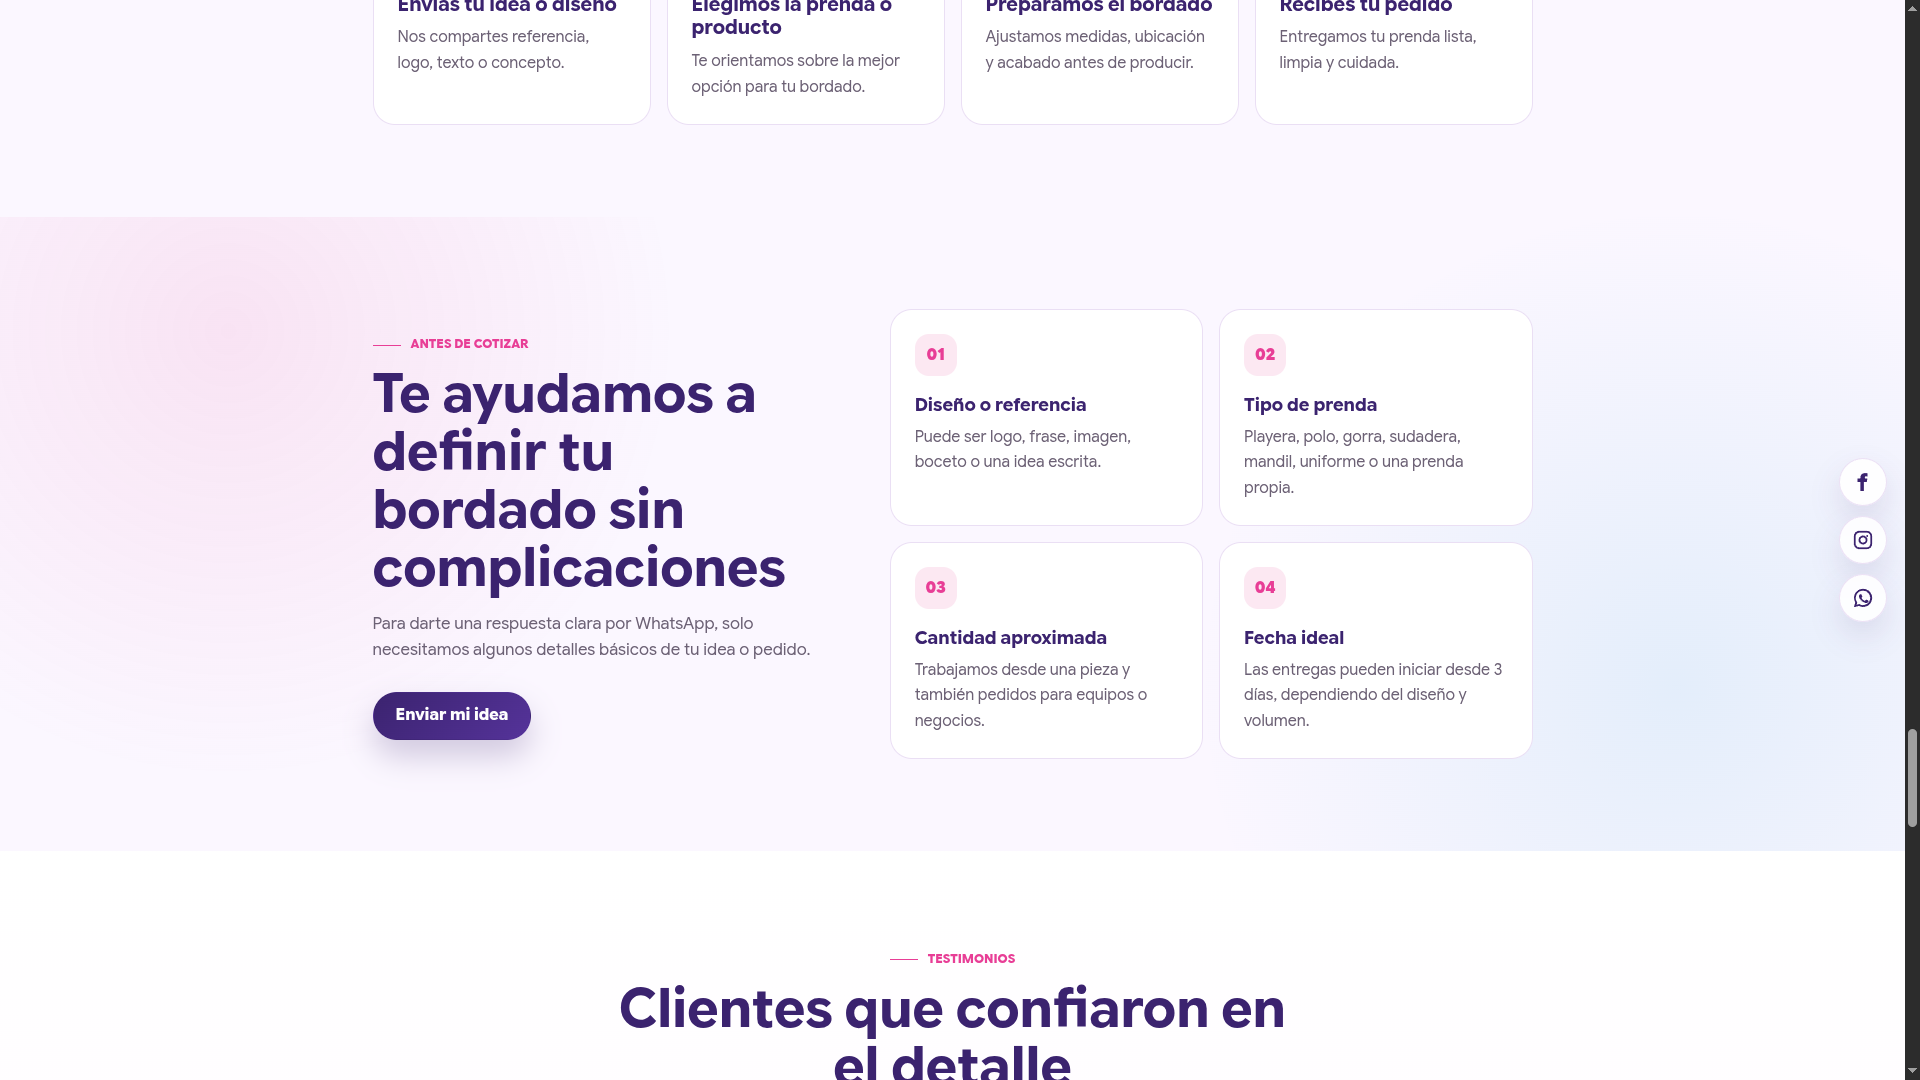 Envías tu idea o diseño
Nos compartes referencia,
logo, texto o concepto.
Elegimos la prenda o
producto
Te orientamos sobre la mejor
opción para tu bordado.
Preparamos el bordado
Ajustamos medidas, ubicación
y acabado antes de producir.
Recibes tu pedido
Entregamos tu prenda lista,
limpia y cuidada.
ANTES DE COTIZAR
Te ayudamos a
definir tu
bordado sin
complicaciones
Para darte una respuesta clara por WhatsApp, solo
necesitamos algunos detalles básicos de tu idea o pedido.
Enviar mi idea
01
Diseño o referencia
Puede ser logo, frase, imagen,
boceto o una idea escrita.
02
Tipo de prenda
Playera, polo, gorra, sudadera,
mandil, uniforme o una prenda
propia.
03
Cantidad aproximada
Trabajamos desde una pieza y
también pedidos para equipos o
negocios.
04
Fecha ideal
Las entregas pueden iniciar desde 3
días, dependiendo del diseño y
volumen.
TESTIMONIOS
Clientes que confiaron en
el detalle